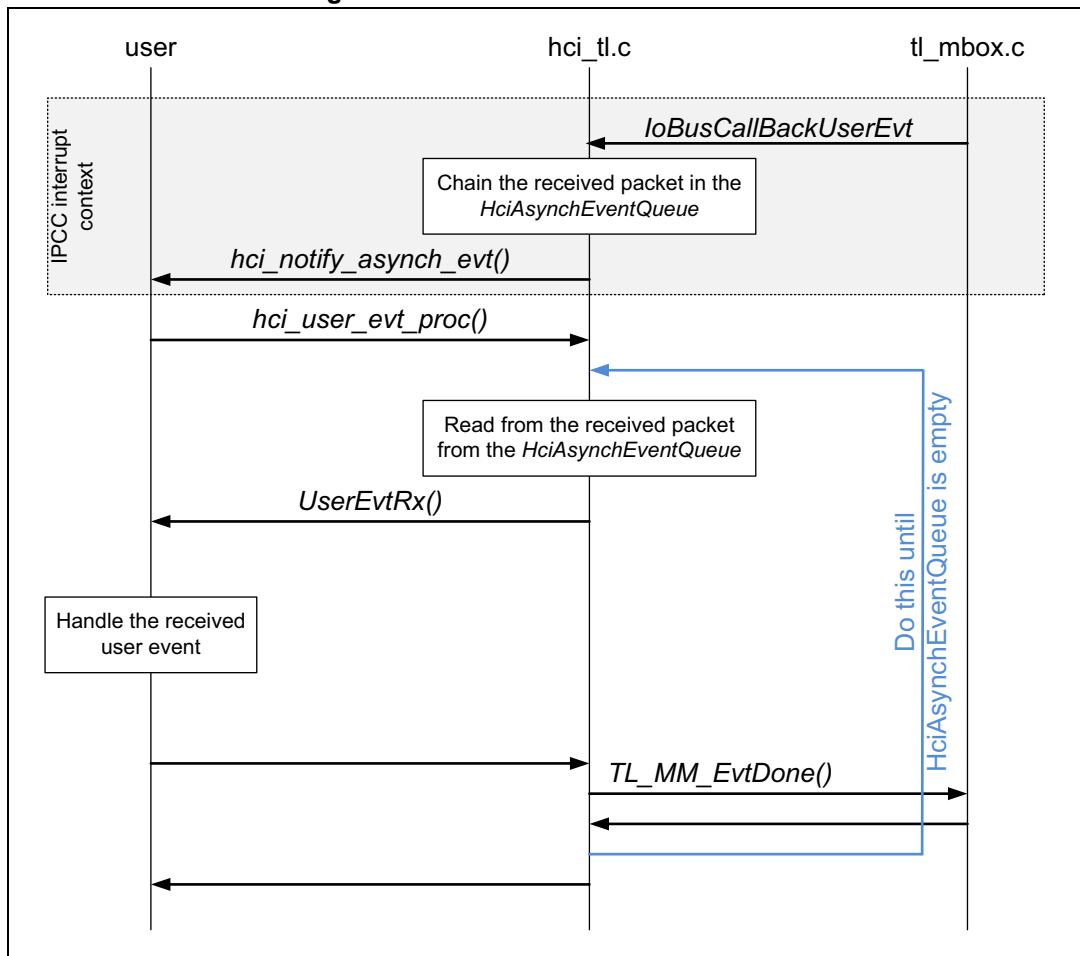 user
hci_tl.c
tl_mbox.c
IPCC interrupt
context
IoBusCallBackUserEvt
Chain the received packet in the
HciAsynchEventQueue
hci_notify_asynch_evt()
hci_user_evt_proc()
Read from the received packet
from the HciAsynchEventQueue
UserEvtRx()
Do this until
HciAsynchEventQueue is empty
Handle the received
user event
TL_MM_EvtDone()